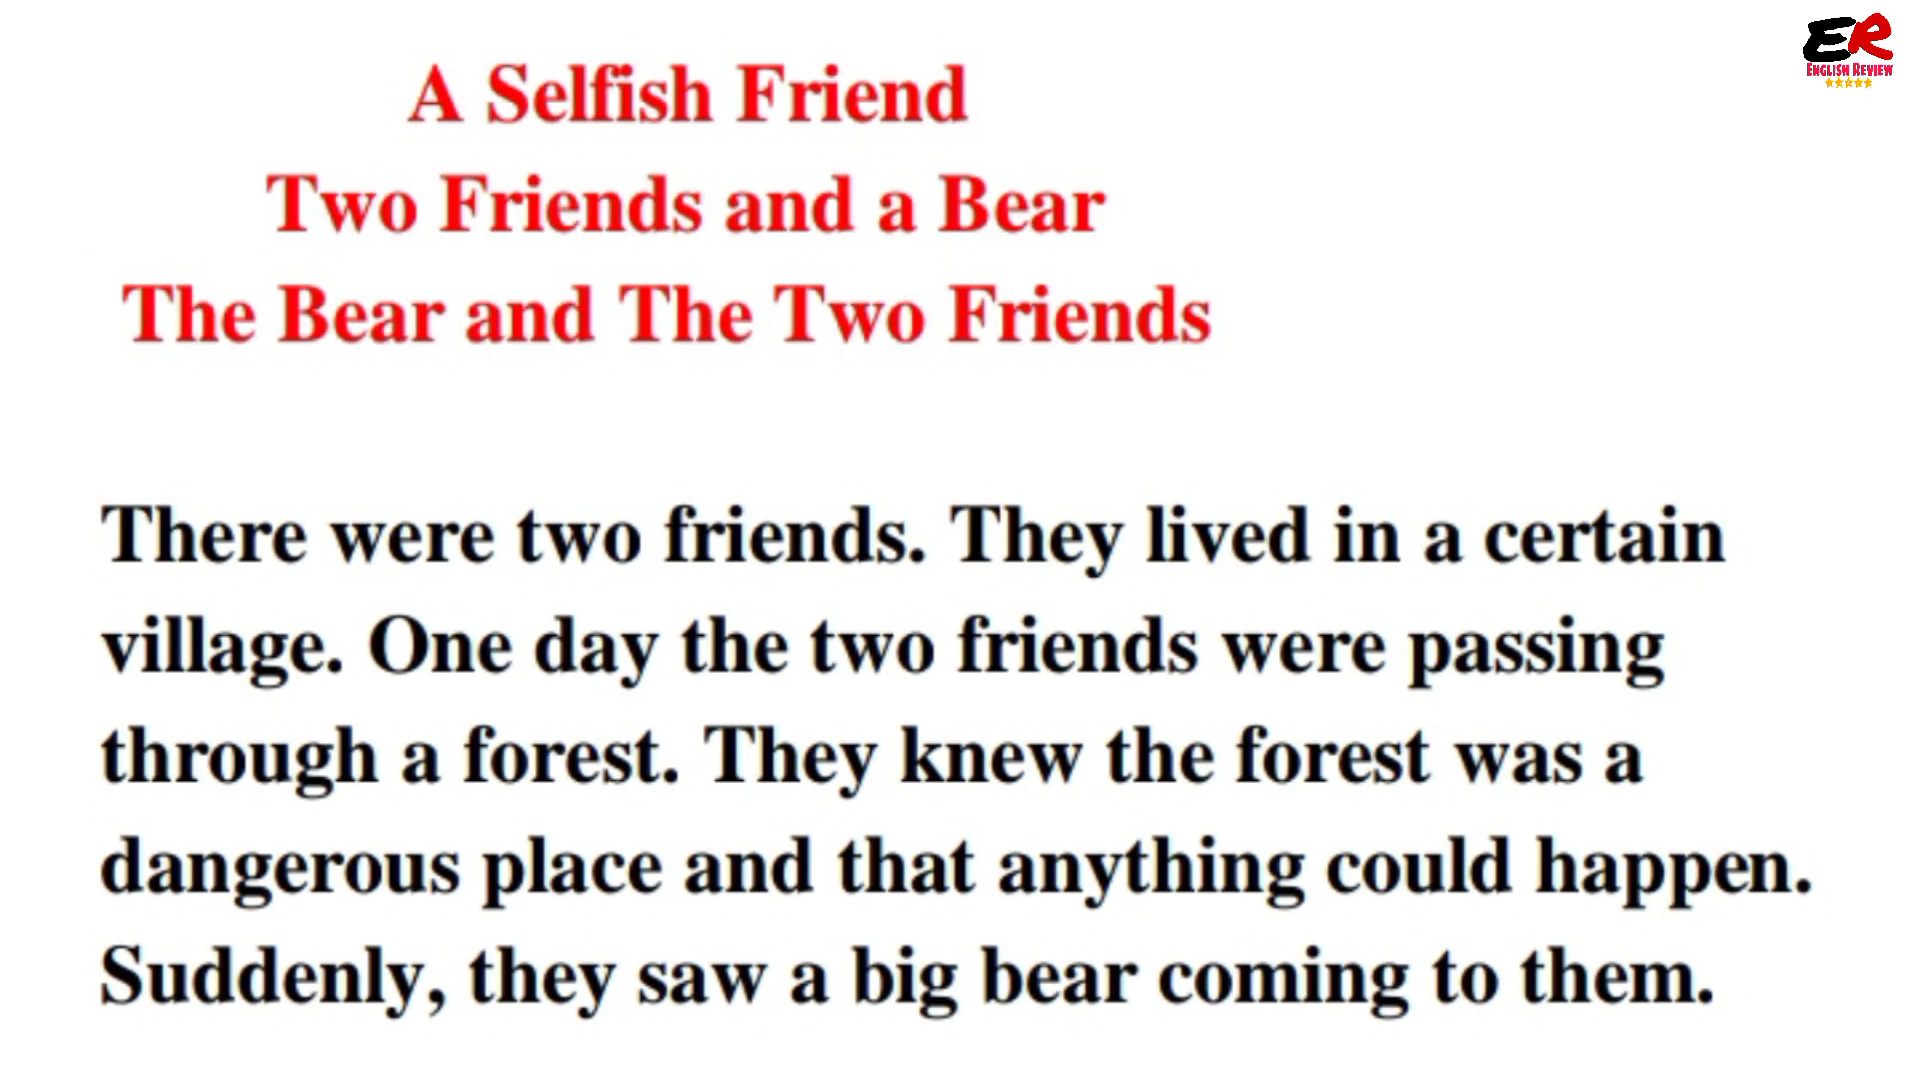 ER
ENGLISH REVIEW
A Selfish Friend
Two Friends and a Bear
The Bear and The Two Friends
There were two friends. They lived in a certain
village. One day the two friends were passing
through a forest. They knew the forest was a
dangerous place and that anything could happen.
Suddenly, they saw a big bear coming to them.